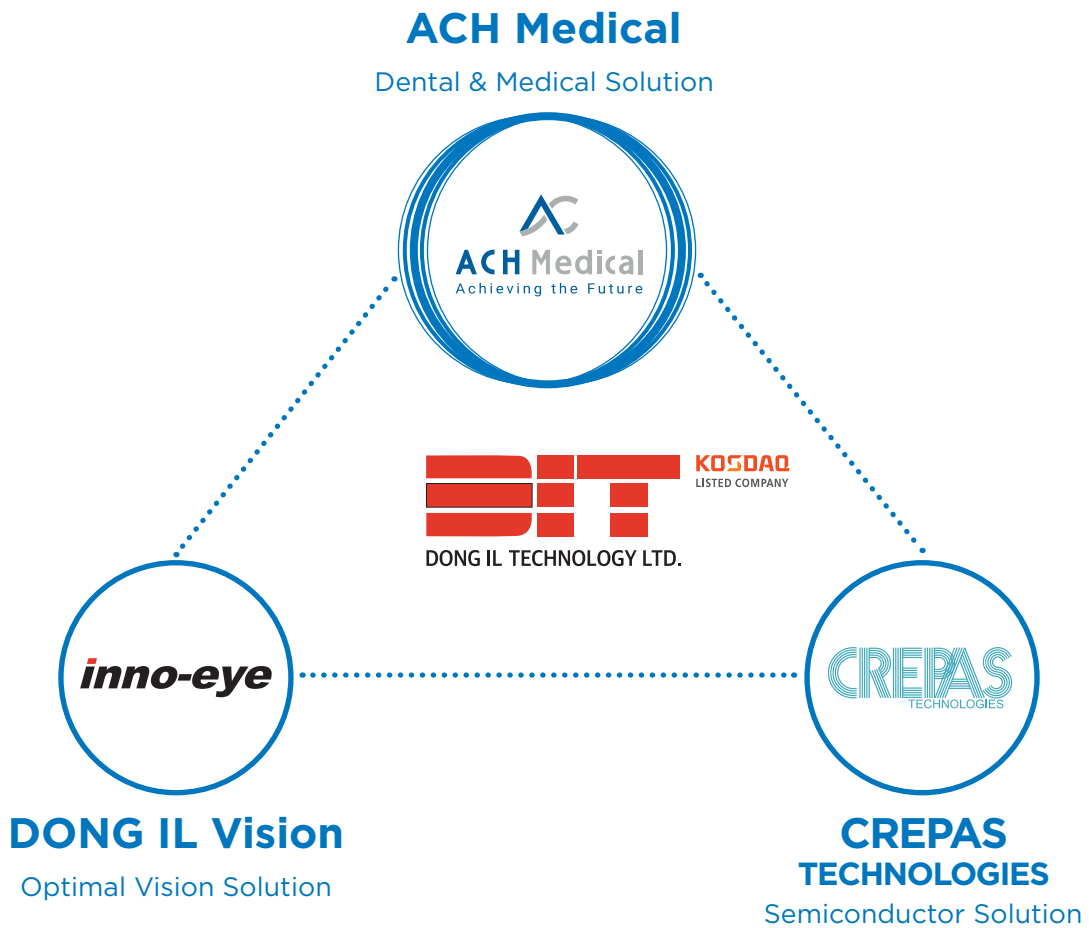 ACH Medical
Dental & Medical Solution
AC
ACH Medical
Achieving the Future
DIT
KOSDAQ
LISTED COMPANY
DONG IL TECHNOLOGY LTD.
inno-eye
CREPAS
TECHNOLOGIES
DONG IL Vision
Optimal Vision Solution
CREPAS
TECHNOLOGIES
Semiconductor Solution